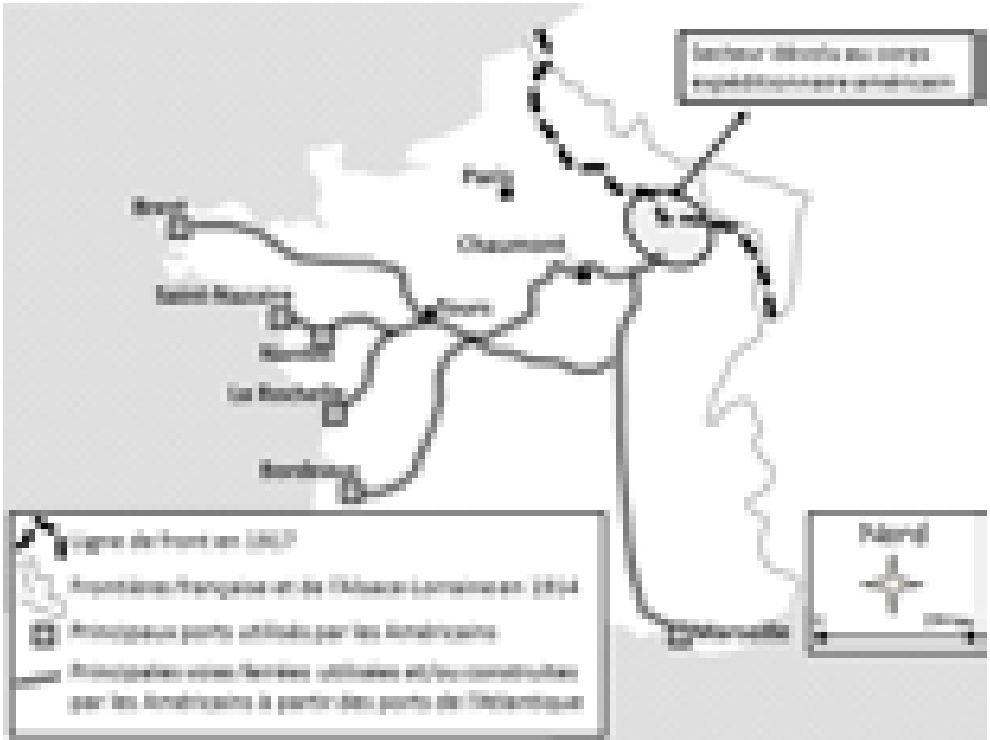 Secteur dévolu au corps
expéditionnaire américain
Paris
Brest
Chaumont
Saint-Nazaire
Tours
Nantes
La Rochelle
Bordeaux
Ligne de front en 1917
Frontières française et de l'Alsace-Lorraine en 1914
Principaux ports utilisés par les Américains
Principales voies ferrées utilisées et/ou construites
par les Américains à partir des ports de l'Atlantique
Nord
0
Marseille